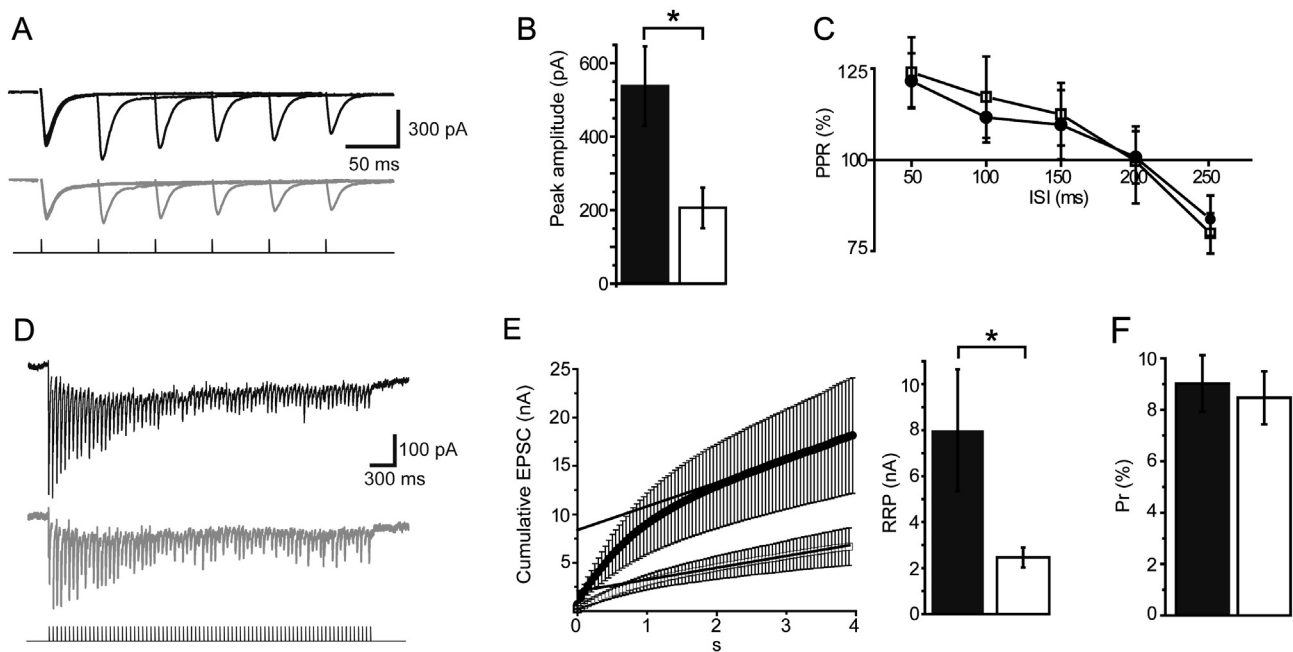 A
300 pA
50 ms
B
*
Peak amplitude (pA)
600
400
200
0
C
125
100
75
PPR (%)
50 100 150 200 250
ISI (ms)
D
100 pA
300 ms
E
Cumulative EPSC (nA)
25
20
15
10
5
0 1 2 3 4
s
*
RRP (nA)
10
8
6
4
2
0
F
Pr (%)
10
8
6
4
2
0